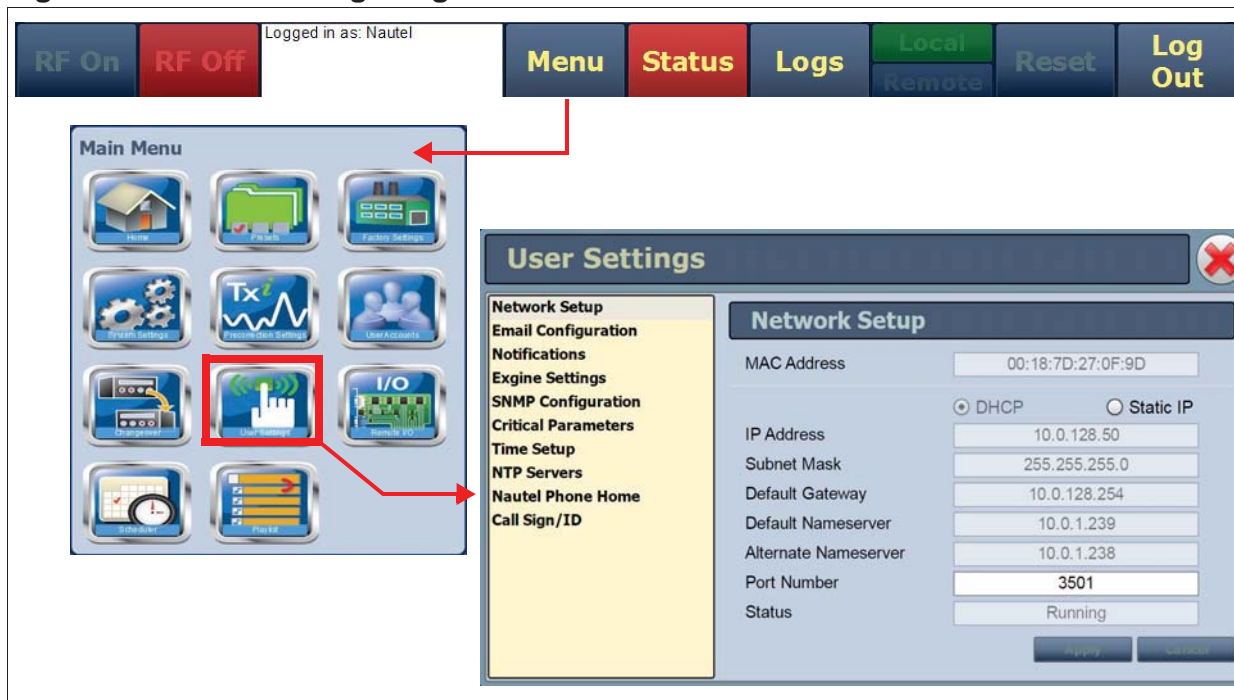 RF On
RF Off
Logged in as: Nautel
Menu
Status
Logs
Local
Remote
Reset
Log
Out
Main Menu
Home
Presets
Factory Settings
System Settings
Tx i
Precorrection Settings
User Accounts
Changeover
User Settings
I/O
Remote I/O
Scheduler
Playlist
User Settings
Network Setup
Email Configuration
Notifications
Exgine Settings
SNMP Configuration
Critical Parameters
Time Setup
NTP Servers
Nautel Phone Home
Call Sign/ID
Network Setup
MAC Address 00:18:7D:27:0F:9D
DHCP Static IP
IP Address 10.0.128.50
Subnet Mask 255.255.255.0
Default Gateway 10.0.128.254
Default Nameserver 10.0.1.239
Alternate Nameserver 10.0.1.238
Port Number 3501
Status Running
Apply Cancel